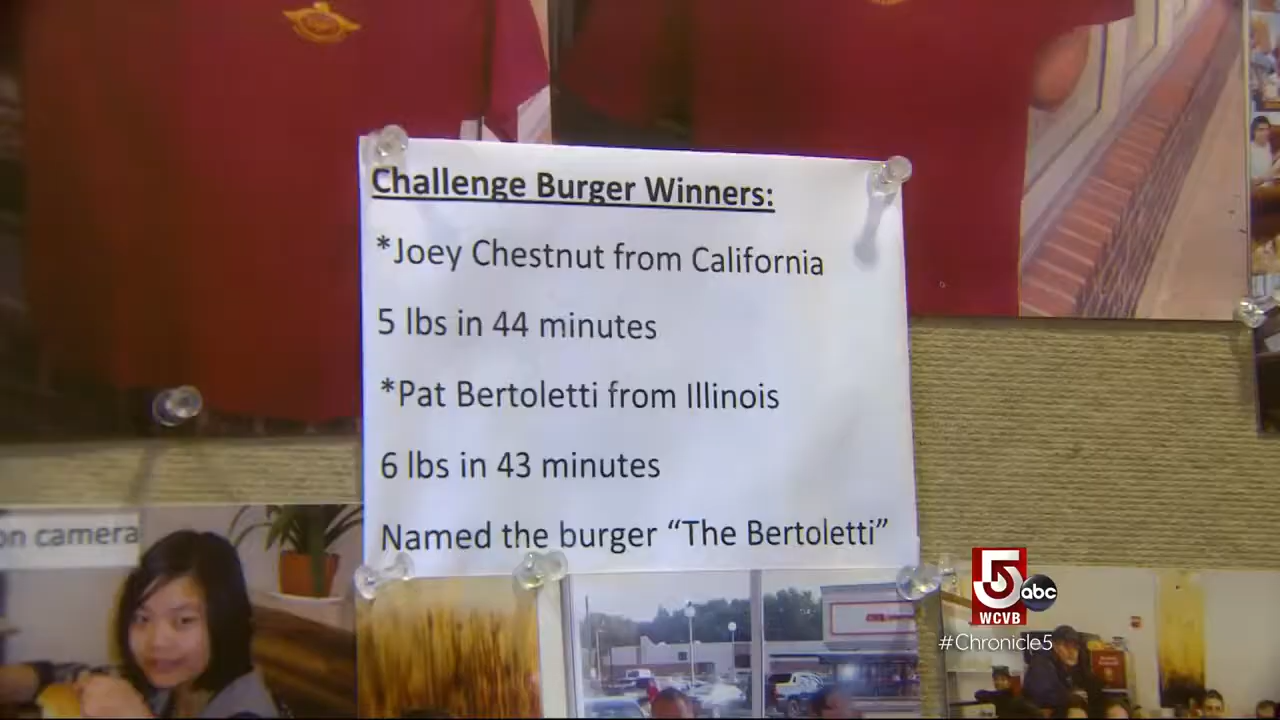 Challenge Burger Winners:
*Joey Chestnut from California
5 lbs in 44 minutes
*Pat Bertoletti from Illinois
6 lbs in 43 minutes
Named the burger “The Bertoletti”
on camera
5 abc
WCVB
#Chronicle5